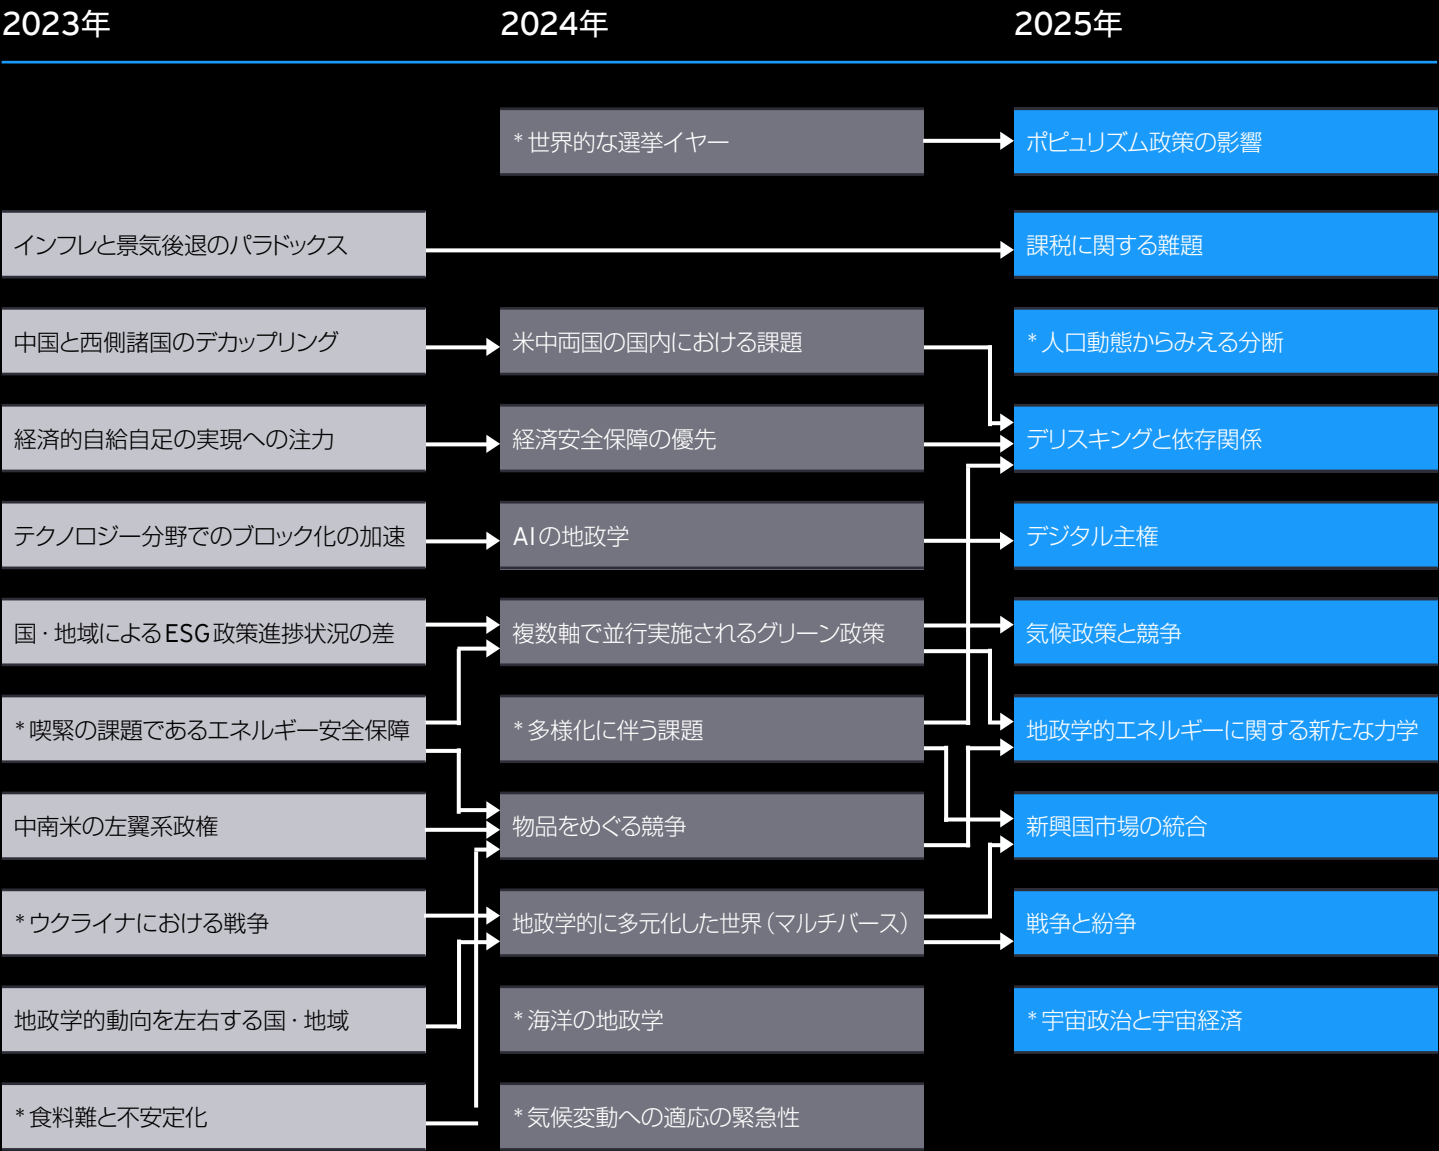 2023年
2024年
2025年
*世界的な選挙イヤー
ポピュリズム政策の影響
インフレと景気後退のパラドックス
課税に関する難題
中国と西側諸国のデカップリング
米中両国の国内における課題
*人口動態からみえる分断
経済的自給自足の実現への注力
経済安全保障の優先
デリスキングと依存関係
テクノロジー分野でのブロック化の加速
AIの地政学
デジタル主権
国・地域によるESG政策進捗状況の差
複数軸で並行実施されるグリーン政策
気候政策と競争
*喫緊の課題であるエネルギー安全保障
*多様化に伴う課題
地政学的エネルギーに関する新たな力学
中南米の左翼系政権
物品をめぐる競争
新興国市場の統合
*ウクライナにおける戦争
地政学的に多元化した世界（マルチバース）
戦争と紛争
地政学的動向を左右する国・地域
*海洋の地政学
*宇宙政治と宇宙経済
*食料難と不安定化
*気候変動への適応の緊急性